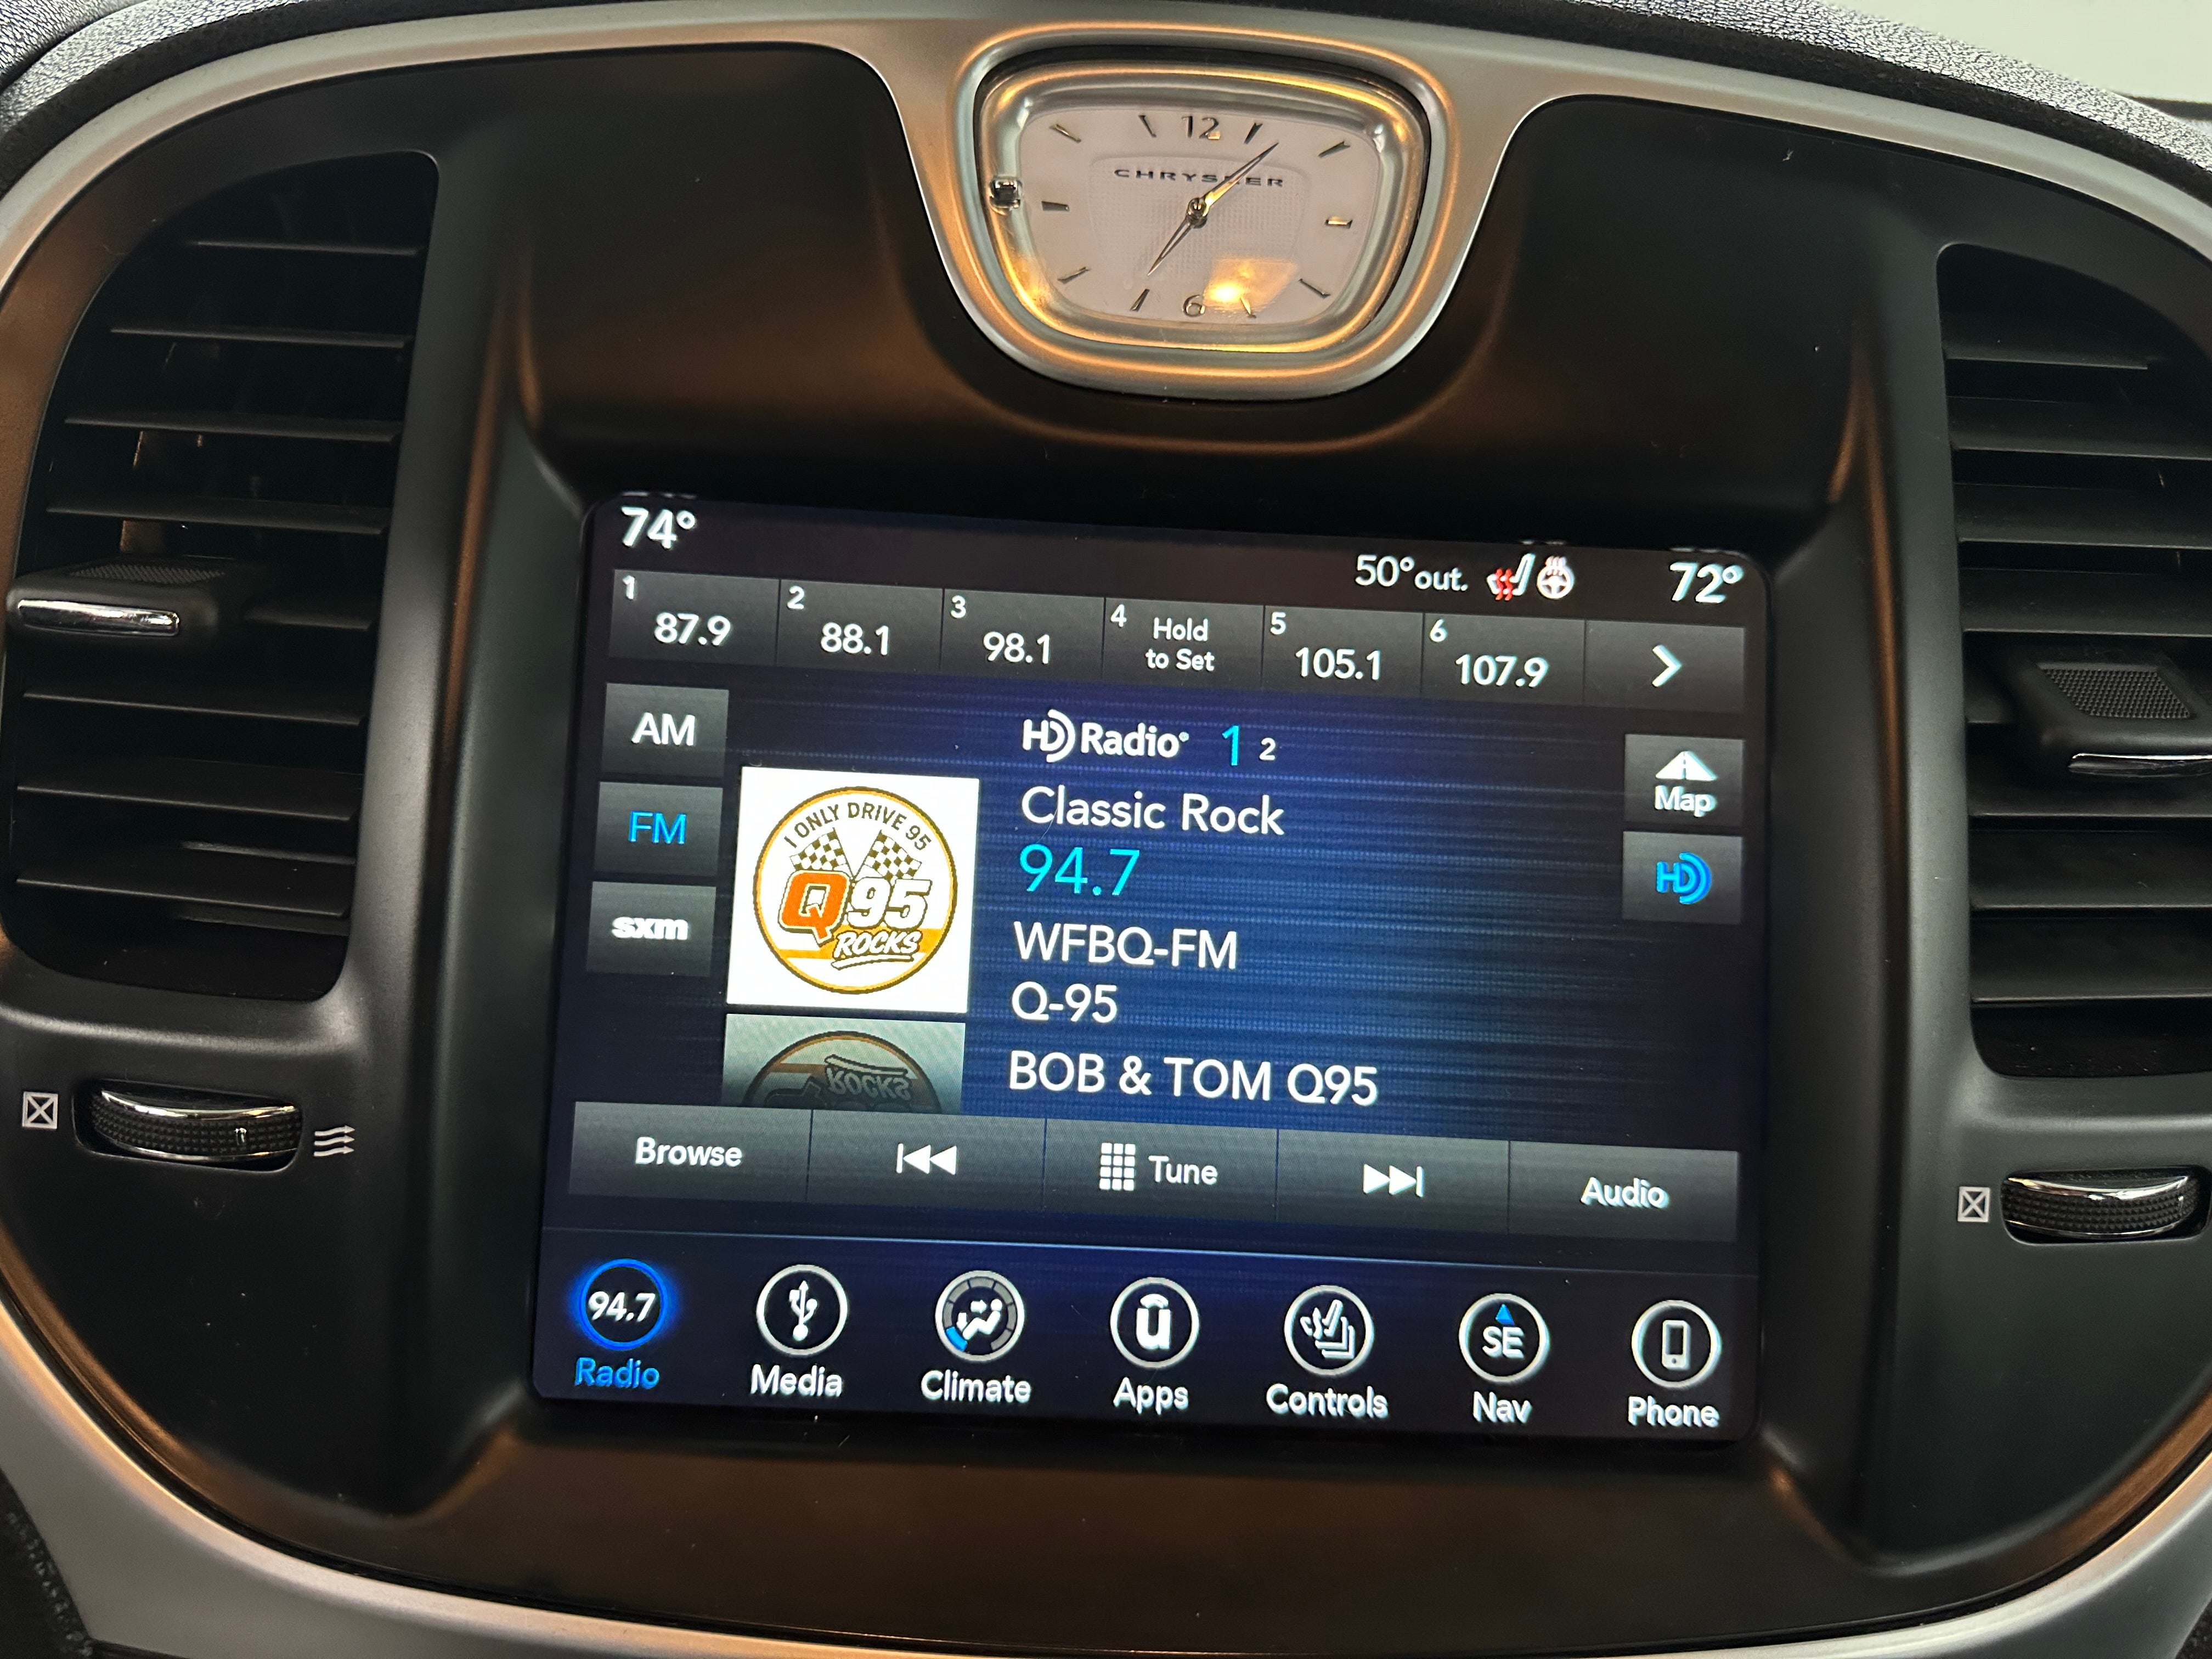 12
CHRYSLER
6
74°
50° out.
72°
1 87.9
2 88.1
3 98.1
4 Hold to Set
5 105.1
6 107.9
AM
FM
sxm
HD Radio 1 2
Classic Rock
94.7
WFBQ-FM
Q-95
BOB & TOM Q95
I ONLY DRIVE 95
Q95
ROCKS
ROCKS
Map
HD
Browse
Tune
Audio
94.7
Radio
Media
Climate
ū
Apps
Controls
SE
Nav
Phone